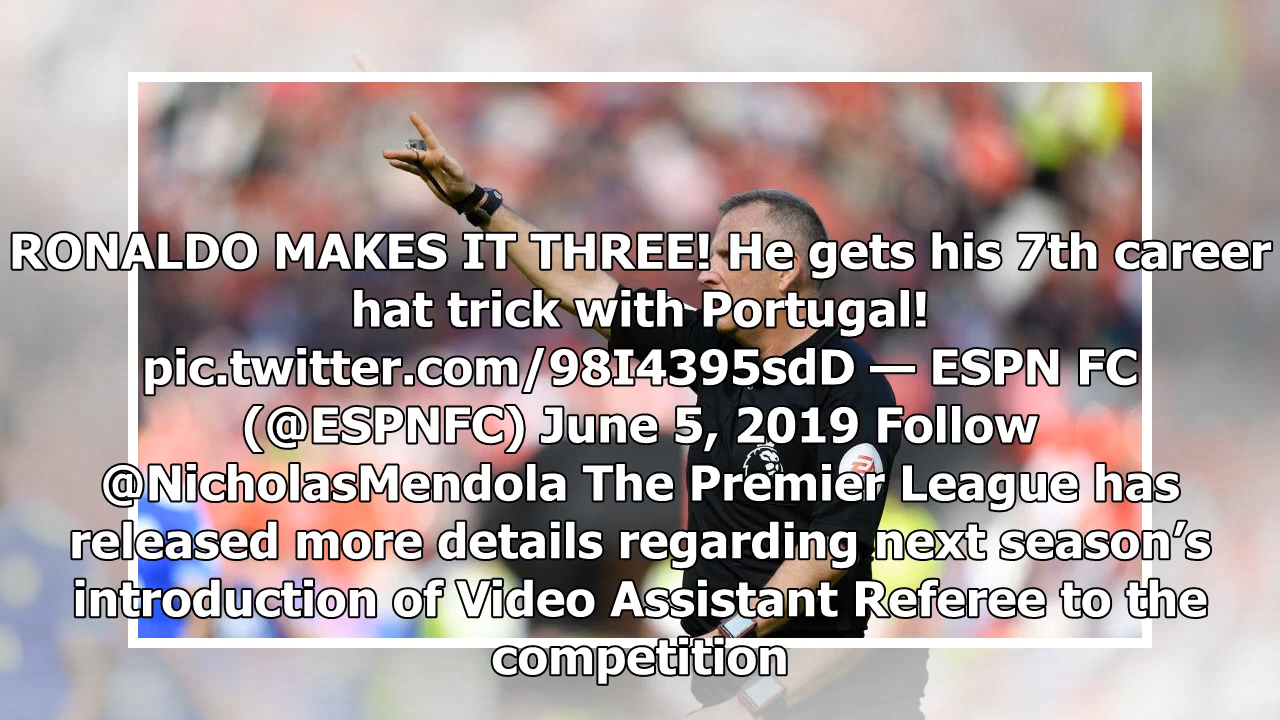 RONALDO MAKES IT THREE! He gets his 7th career
hat trick with Portugal!
pic.twitter.com/98I4395sdD — ESPN FC
(@ESPNFC) June 5, 2019 Follow
@NicholasMendola The Premier League has
released more details regarding next season’s
introduction of Video Assistant Referee to the
competition